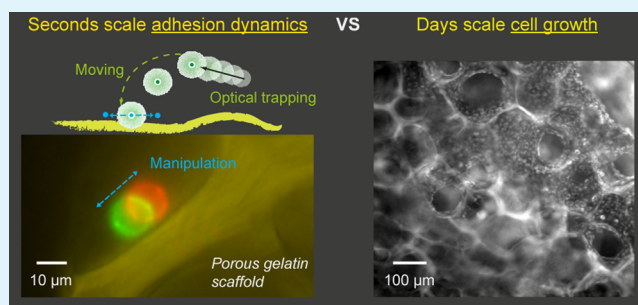 Seconds scale adhesion dynamics VS Days scale cell growth
Moving
Optical trapping
Manipulation
10 µm
Porous gelatin
scaffold
100 µm